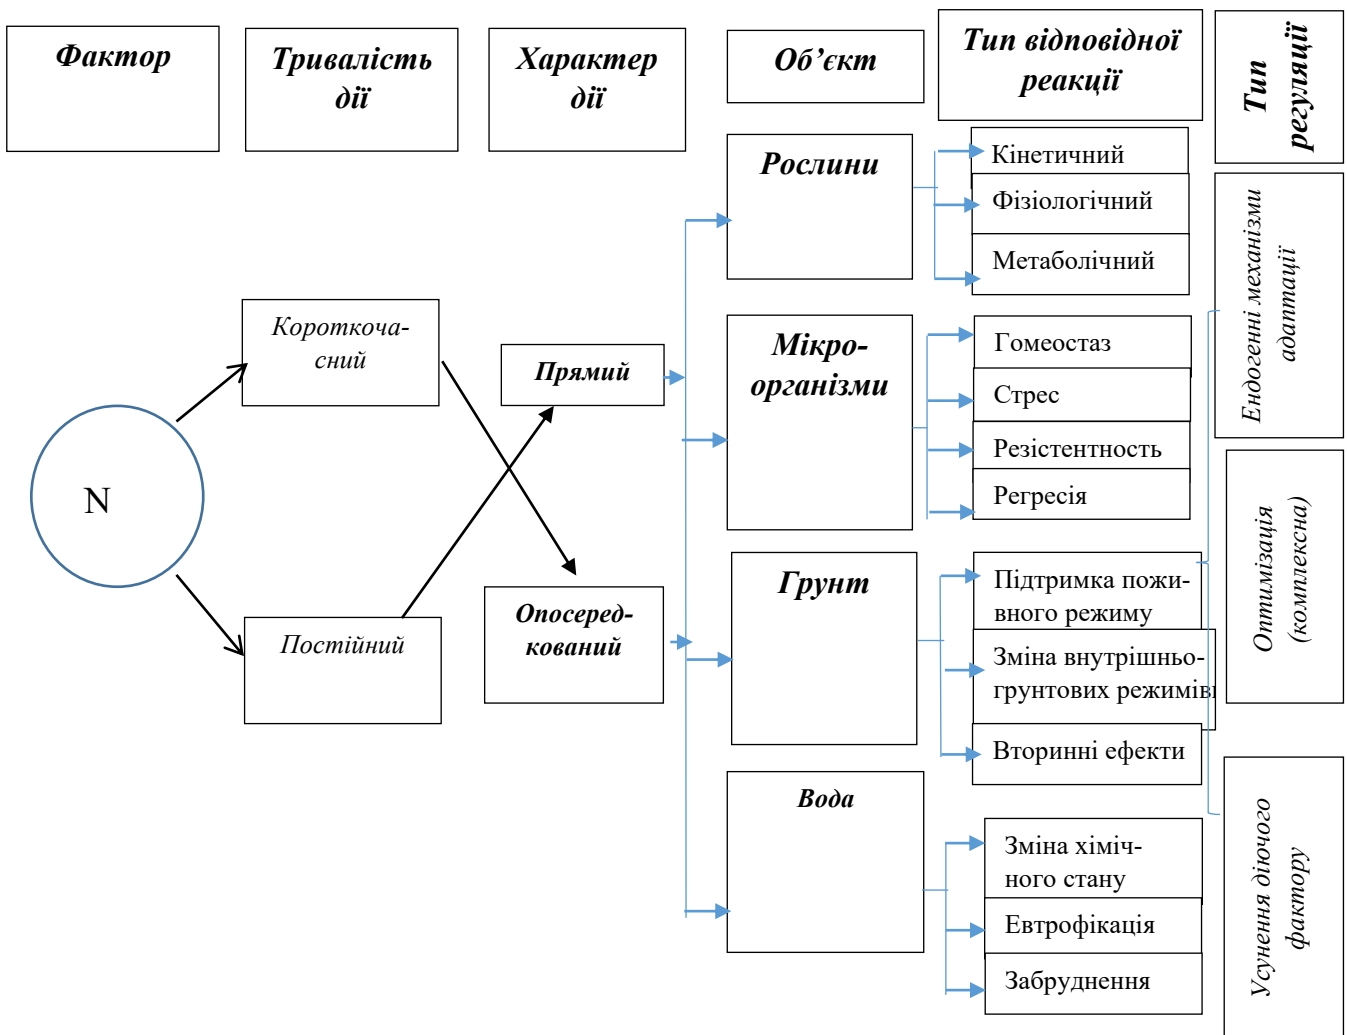 Фактор
Тривалість
дії
Характер
дії
Об’єкт
Тип відповідної
реакції
Тип
регуляції
N
Короткоча-
сний
Постійний
Прямий
Опосеред-
кований
Рослини
Кінетичний
Фізіологічний
Метаболічний
Мікро-
організми
Гомеостаз
Стрес
Резістентность
Регресія
Грунт
Підтримка пожи-
вного режиму
Зміна внутрішньо-
грунтових режимів
Вторинні ефекти
Вода
Зміна хіміч-
ного стану
Евтрофікація
Забруднення
Ендогенні механізми
адаптації
Оптимізація
(комплексна)
Усунення діючого
фактору